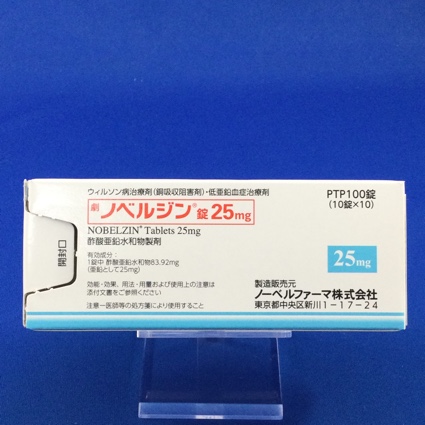 ウィルソン病治療剤(銅吸収阻害剤)・低亜鉛血症治療剤
劇 ノベルジン®錠25mg
NOBELZIN® Tablets 25mg
酢酸亜鉛水和物製剤
有効成分:
1錠中 酢酸亜鉛水和物83.92mg
(亜鉛として25mg)
効能・効果、用法・用量および使用上の注意は
添付文書をご参照ください
注意-医師等の処方箋により使用すること
PTP100錠
(10錠×10)
25mg
製造販売元
ノーベルファーマ株式会社
東京都中央区新川1-17-24
開封口